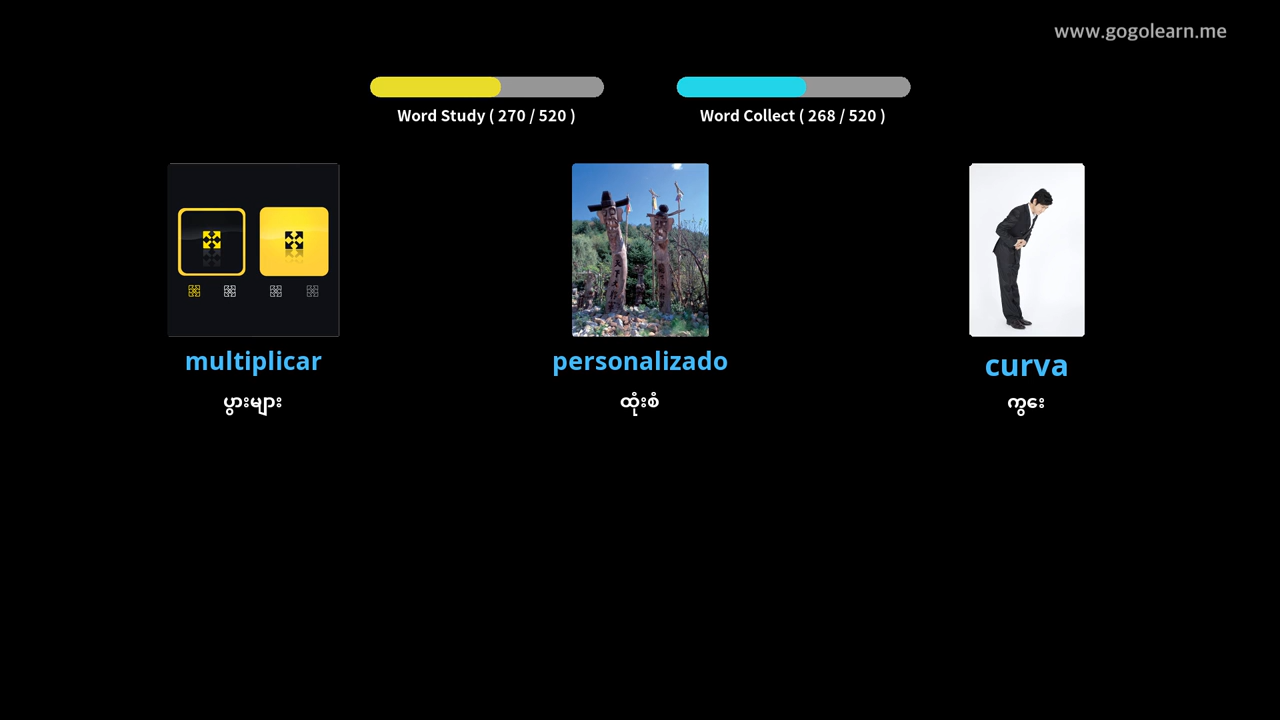 www.gogolearn.me
Word Study ( 270 / 520 )
Word Collect ( 268 / 520 )
multiplicar
personalizado
curva
ပွားများ
ထုံးစံ
ကွေး